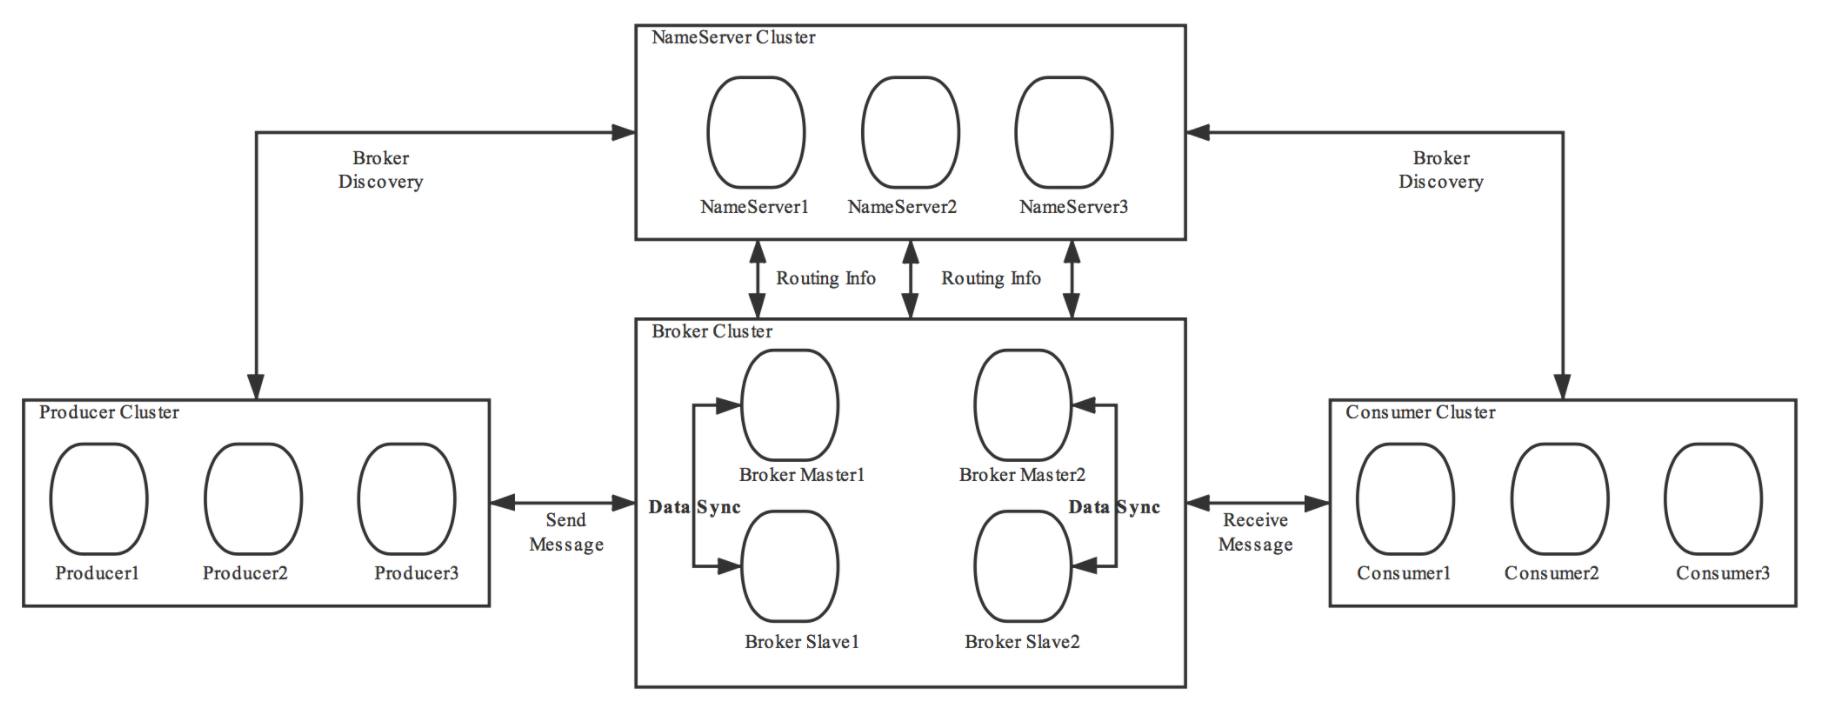 NameServer Cluster
NameServer1
NameServer2
NameServer3
Broker
Discovery
Broker
Discovery
Routing Info
Routing Info
Producer Cluster
Producer1
Producer2
Producer3
Send
Message
Broker Cluster
Broker Master1
Broker Master2
Data Sync
Data Sync
Broker Slave1
Broker Slave2
Receive
Message
Consumer Cluster
Consumer1
Consumer2
Consumer3